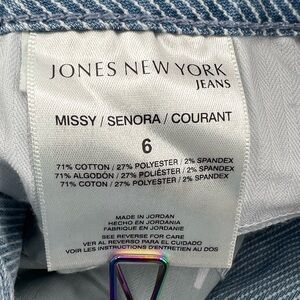 JONES NEW YORK
JEANS
MISSY / SENORA / COURANT
6
71% COTTON / 27% POLYESTER / 2% SPANDEX
71% ALGODÓN / 27% POLIÉSTER / 2% SPANDEX
71% COTON / 27% POLYESTER / 2% SPANDEX
MADE IN JORDAN
HECHO EN JORDANIA
FABRIQUÉ EN JORDANIE
SEE REVERSE FOR CARE
VER AL REVERSO PARA EL CUIDADO
VOIR LES INSTRUCTIONS D'ENTRETIEN AU DOS